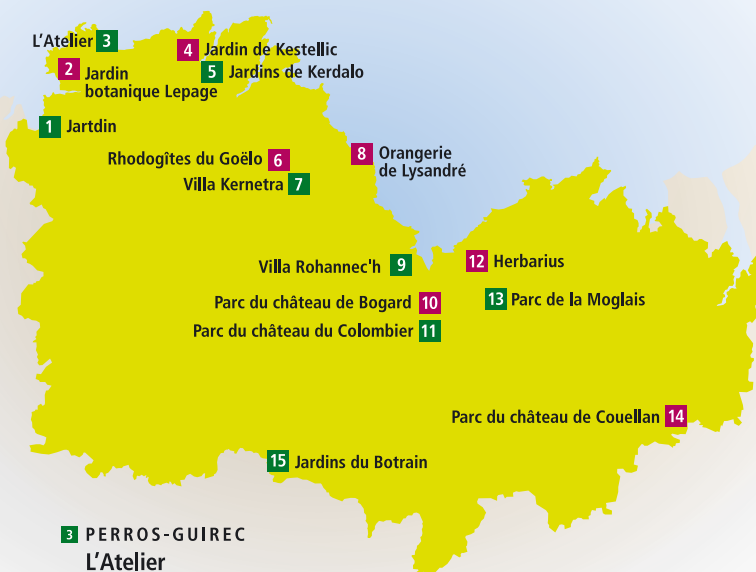 L'Atelier 3
4 Jardin de Kestellic
2 Jardin
botanique Lepage
5 Jardins de Kerdalo
1 Jartdin
Rhodogîtes du Goëlo 6
8 Orangerie
de Lysandré
Villa Kernetra 7
Villa Rohannec'h 9
12 Herbarius
Parc du château de Bogard 10
13 Parc de la Moglais
Parc du château du Colombier 11
Parc du château de Couellan 14
15 Jardins du Botrain
3 PERROS-GUIREC
L'Atelier